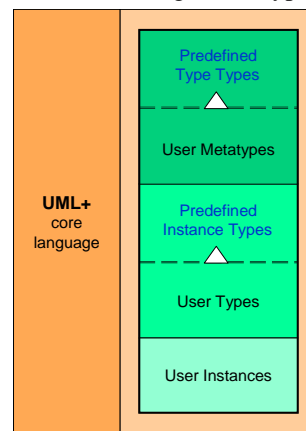 Predefined
Type Types
User Metatypes
UML+
core
language
Predefined
Instance Types
User Types
User Instances